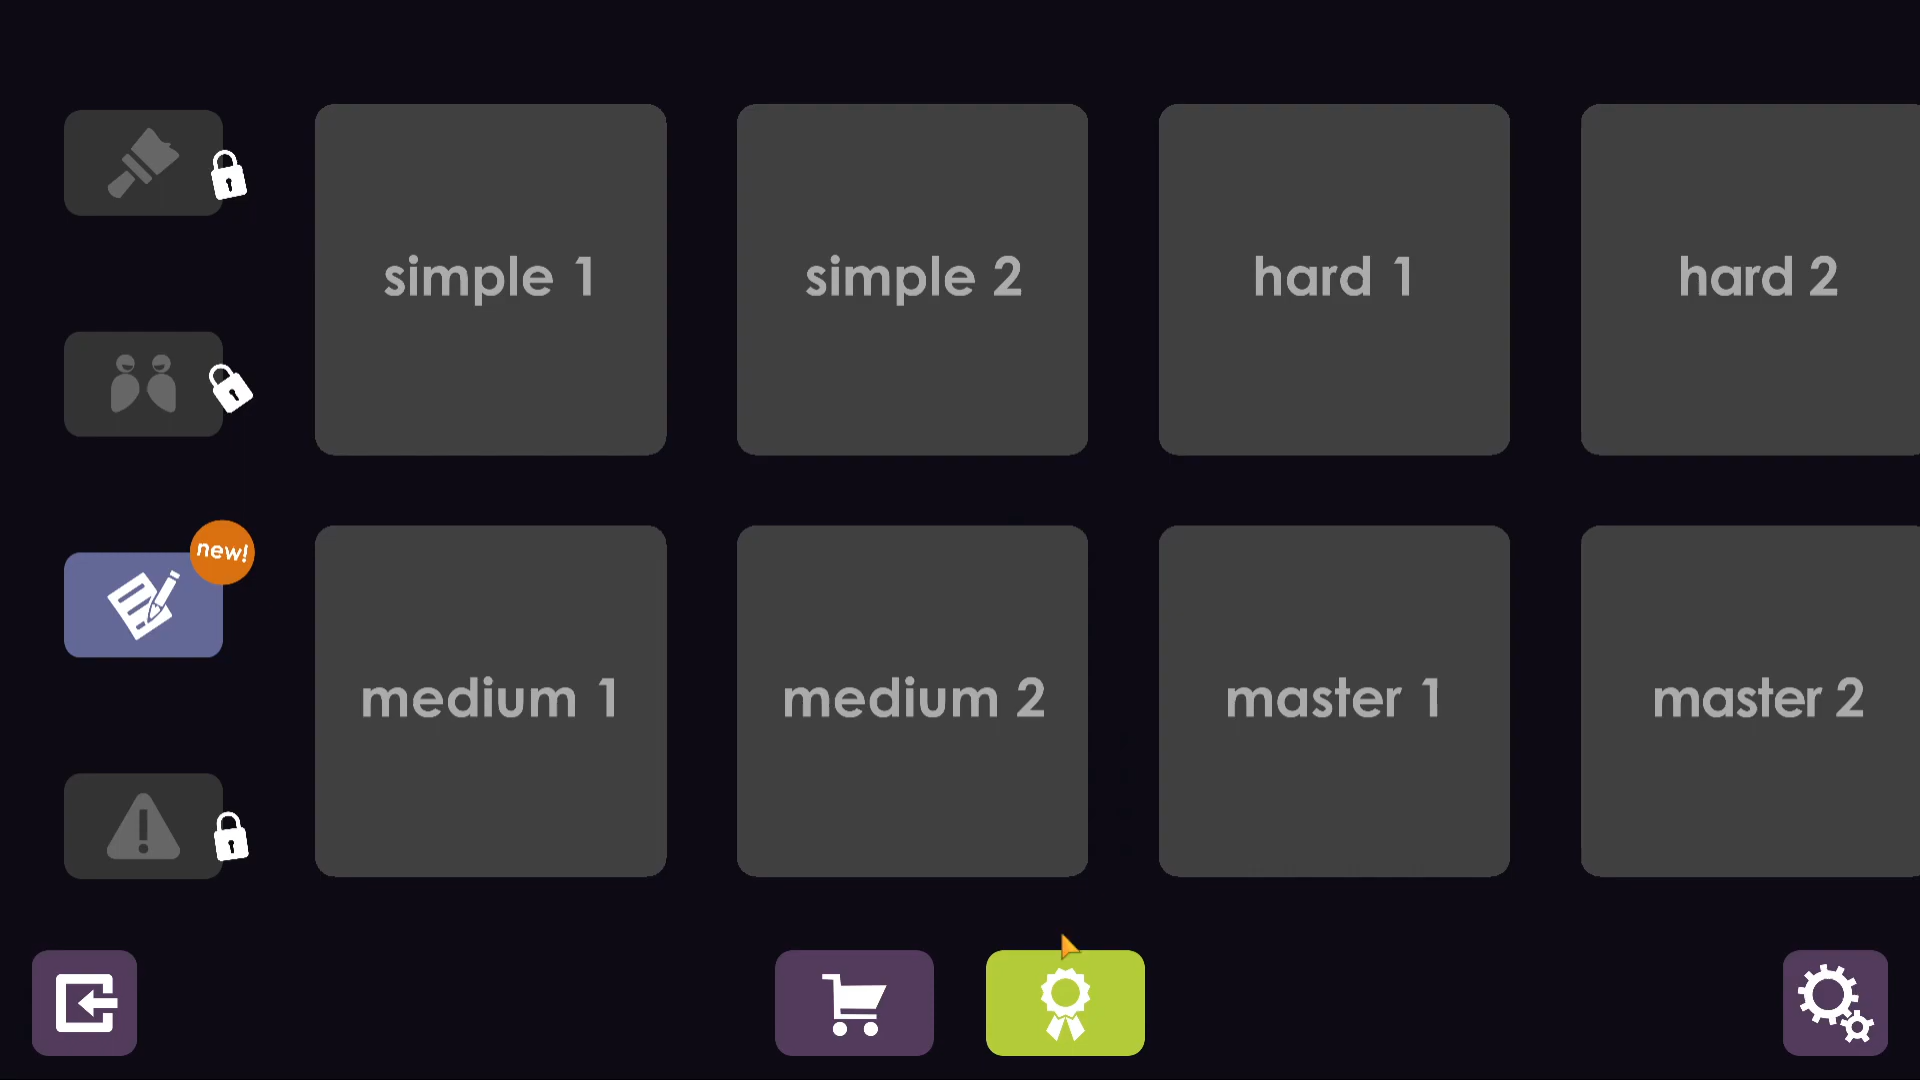 simple 1
simple 2
hard 1
hard 2
new!
medium 1
medium 2
master 1
master 2